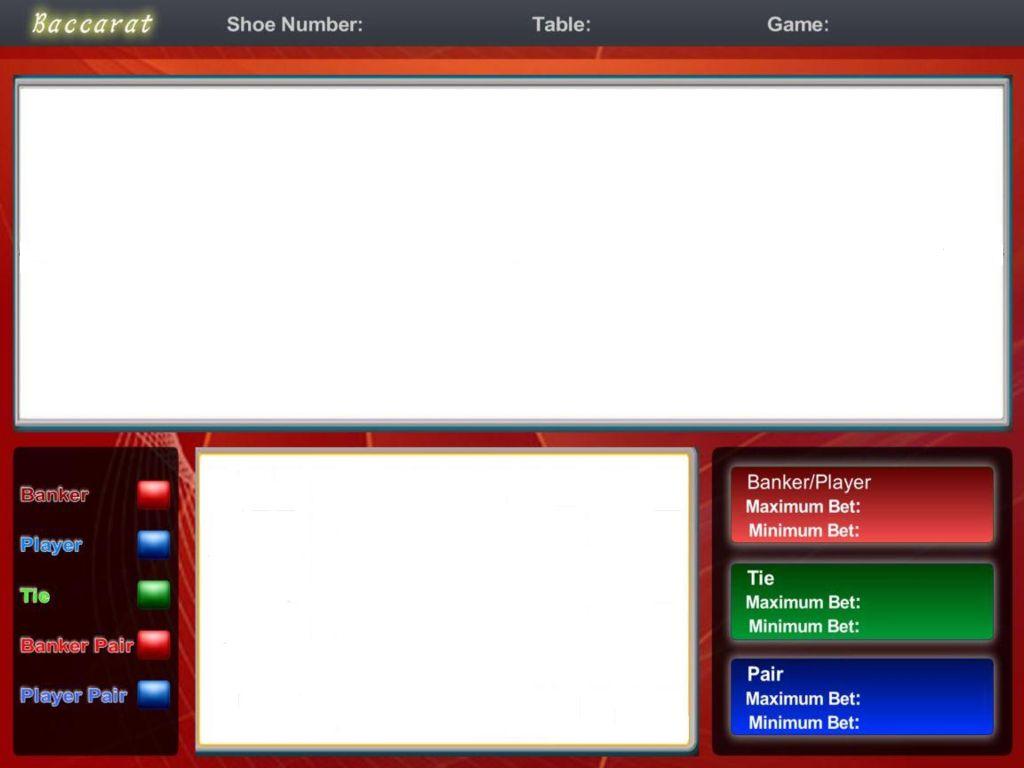 Baccarat Shoe Number: Table: Game:
Banker
Player
Tie
Banker Pair
Player Pair
Banker/Player
Maximum Bet:
Minimum Bet:
Tie
Maximum Bet:
Minimum Bet:
Pair
Maximum Bet:
Minimum Bet: